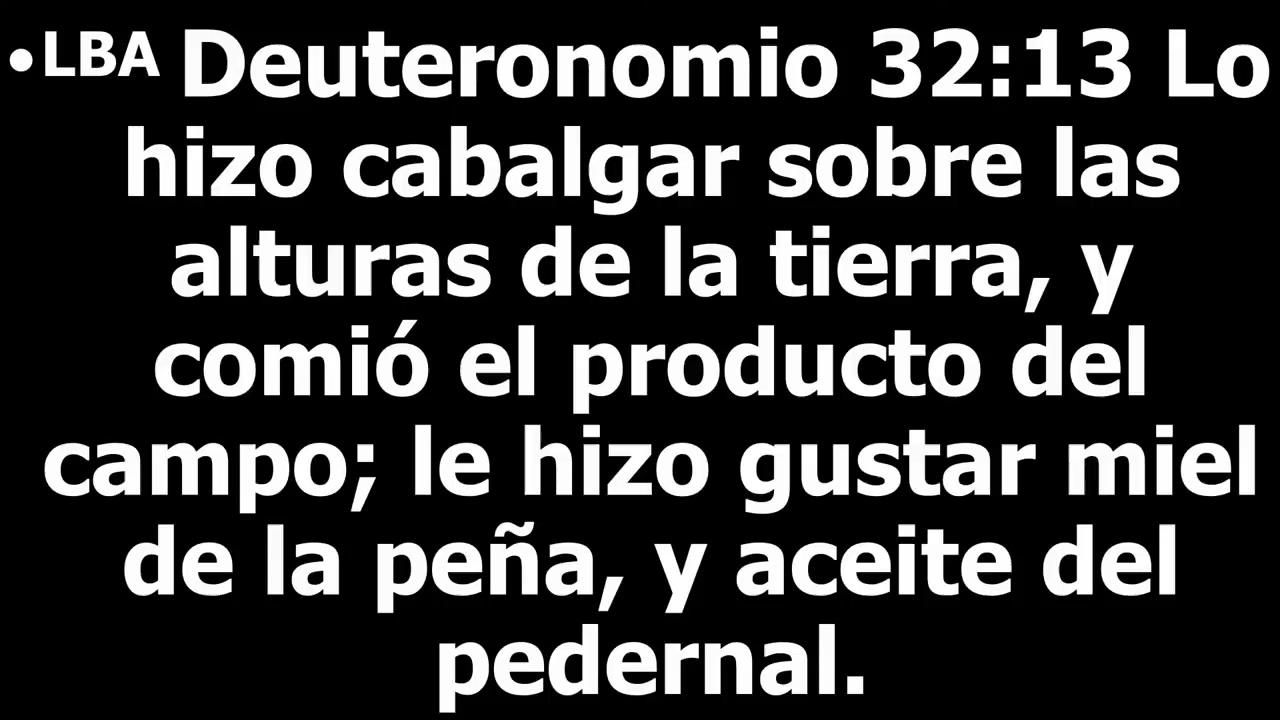 •LBA Deuteronomio 32:13 Lo
hizo cabalgar sobre las
alturas de la tierra, y
comió el producto del
campo; le hizo gustar miel
de la peña, y aceite del
pedernal.